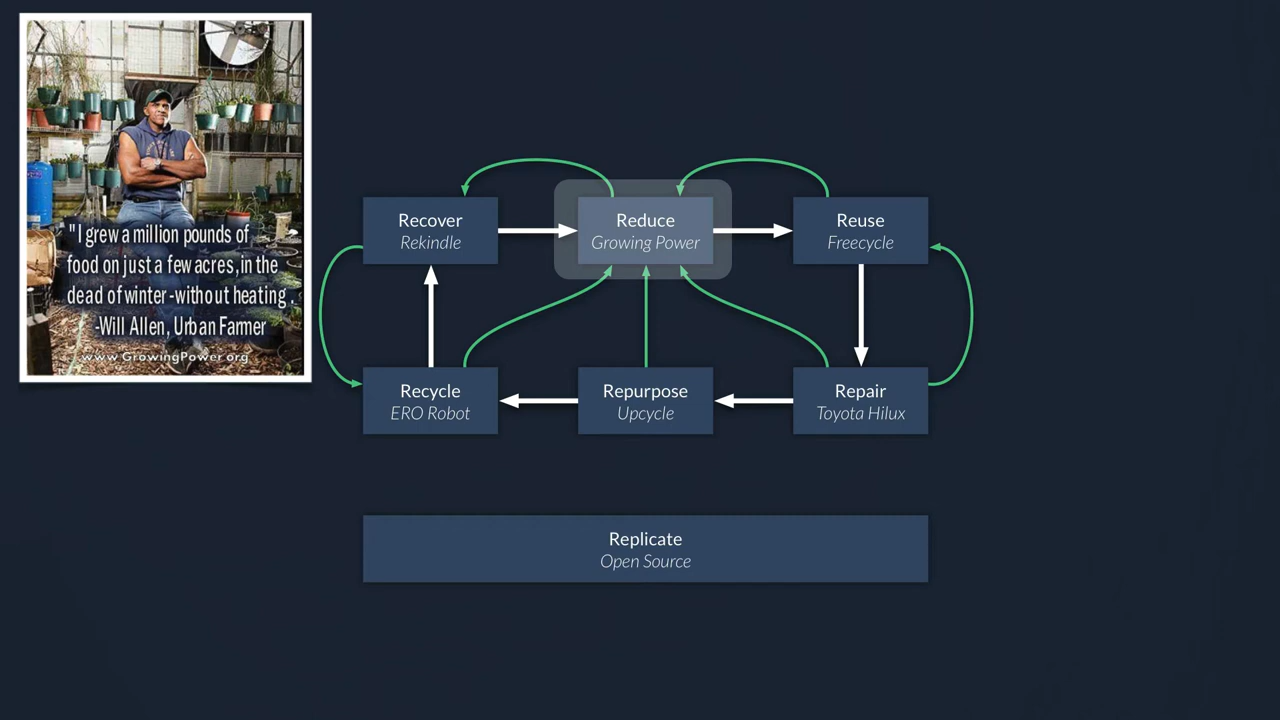 "I grew a million pounds of
food on just a few acres, in the
dead of winter - without heating .
-Will Allen, Urban Farmer
www.GrowingPower.org
Recover
Rekindle
Reduce
Growing Power
Reuse
Freecycle
Recycle
ERO Robot
Repurpose
Upcycle
Repair
Toyota Hilux
Replicate
Open Source